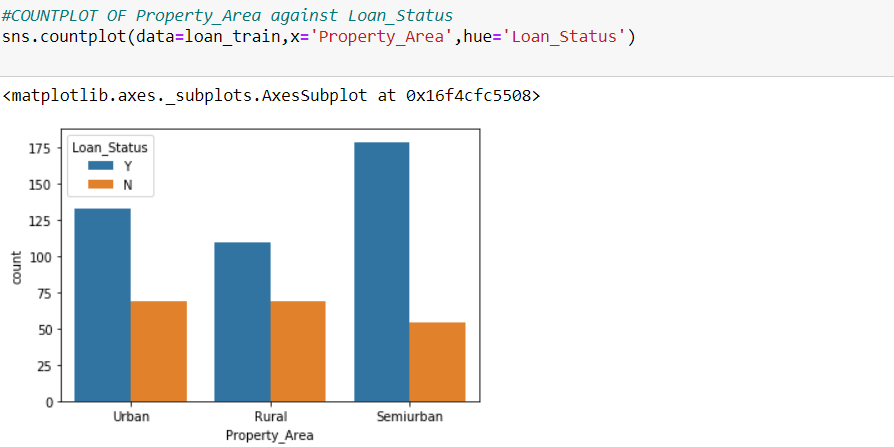 #COUNTPLOT OF Property_Area against Loan_Status
sns.countplot(data=loan_train,x='Property_Area',hue='Loan_Status')
<matplotlib.axes._subplots.AxesSubplot at 0x16f4cfc5508>
Loan_Status
Y
N
175
150
125
100
75
50
25
0
count
Urban
Rural
Semiurban
Property_Area